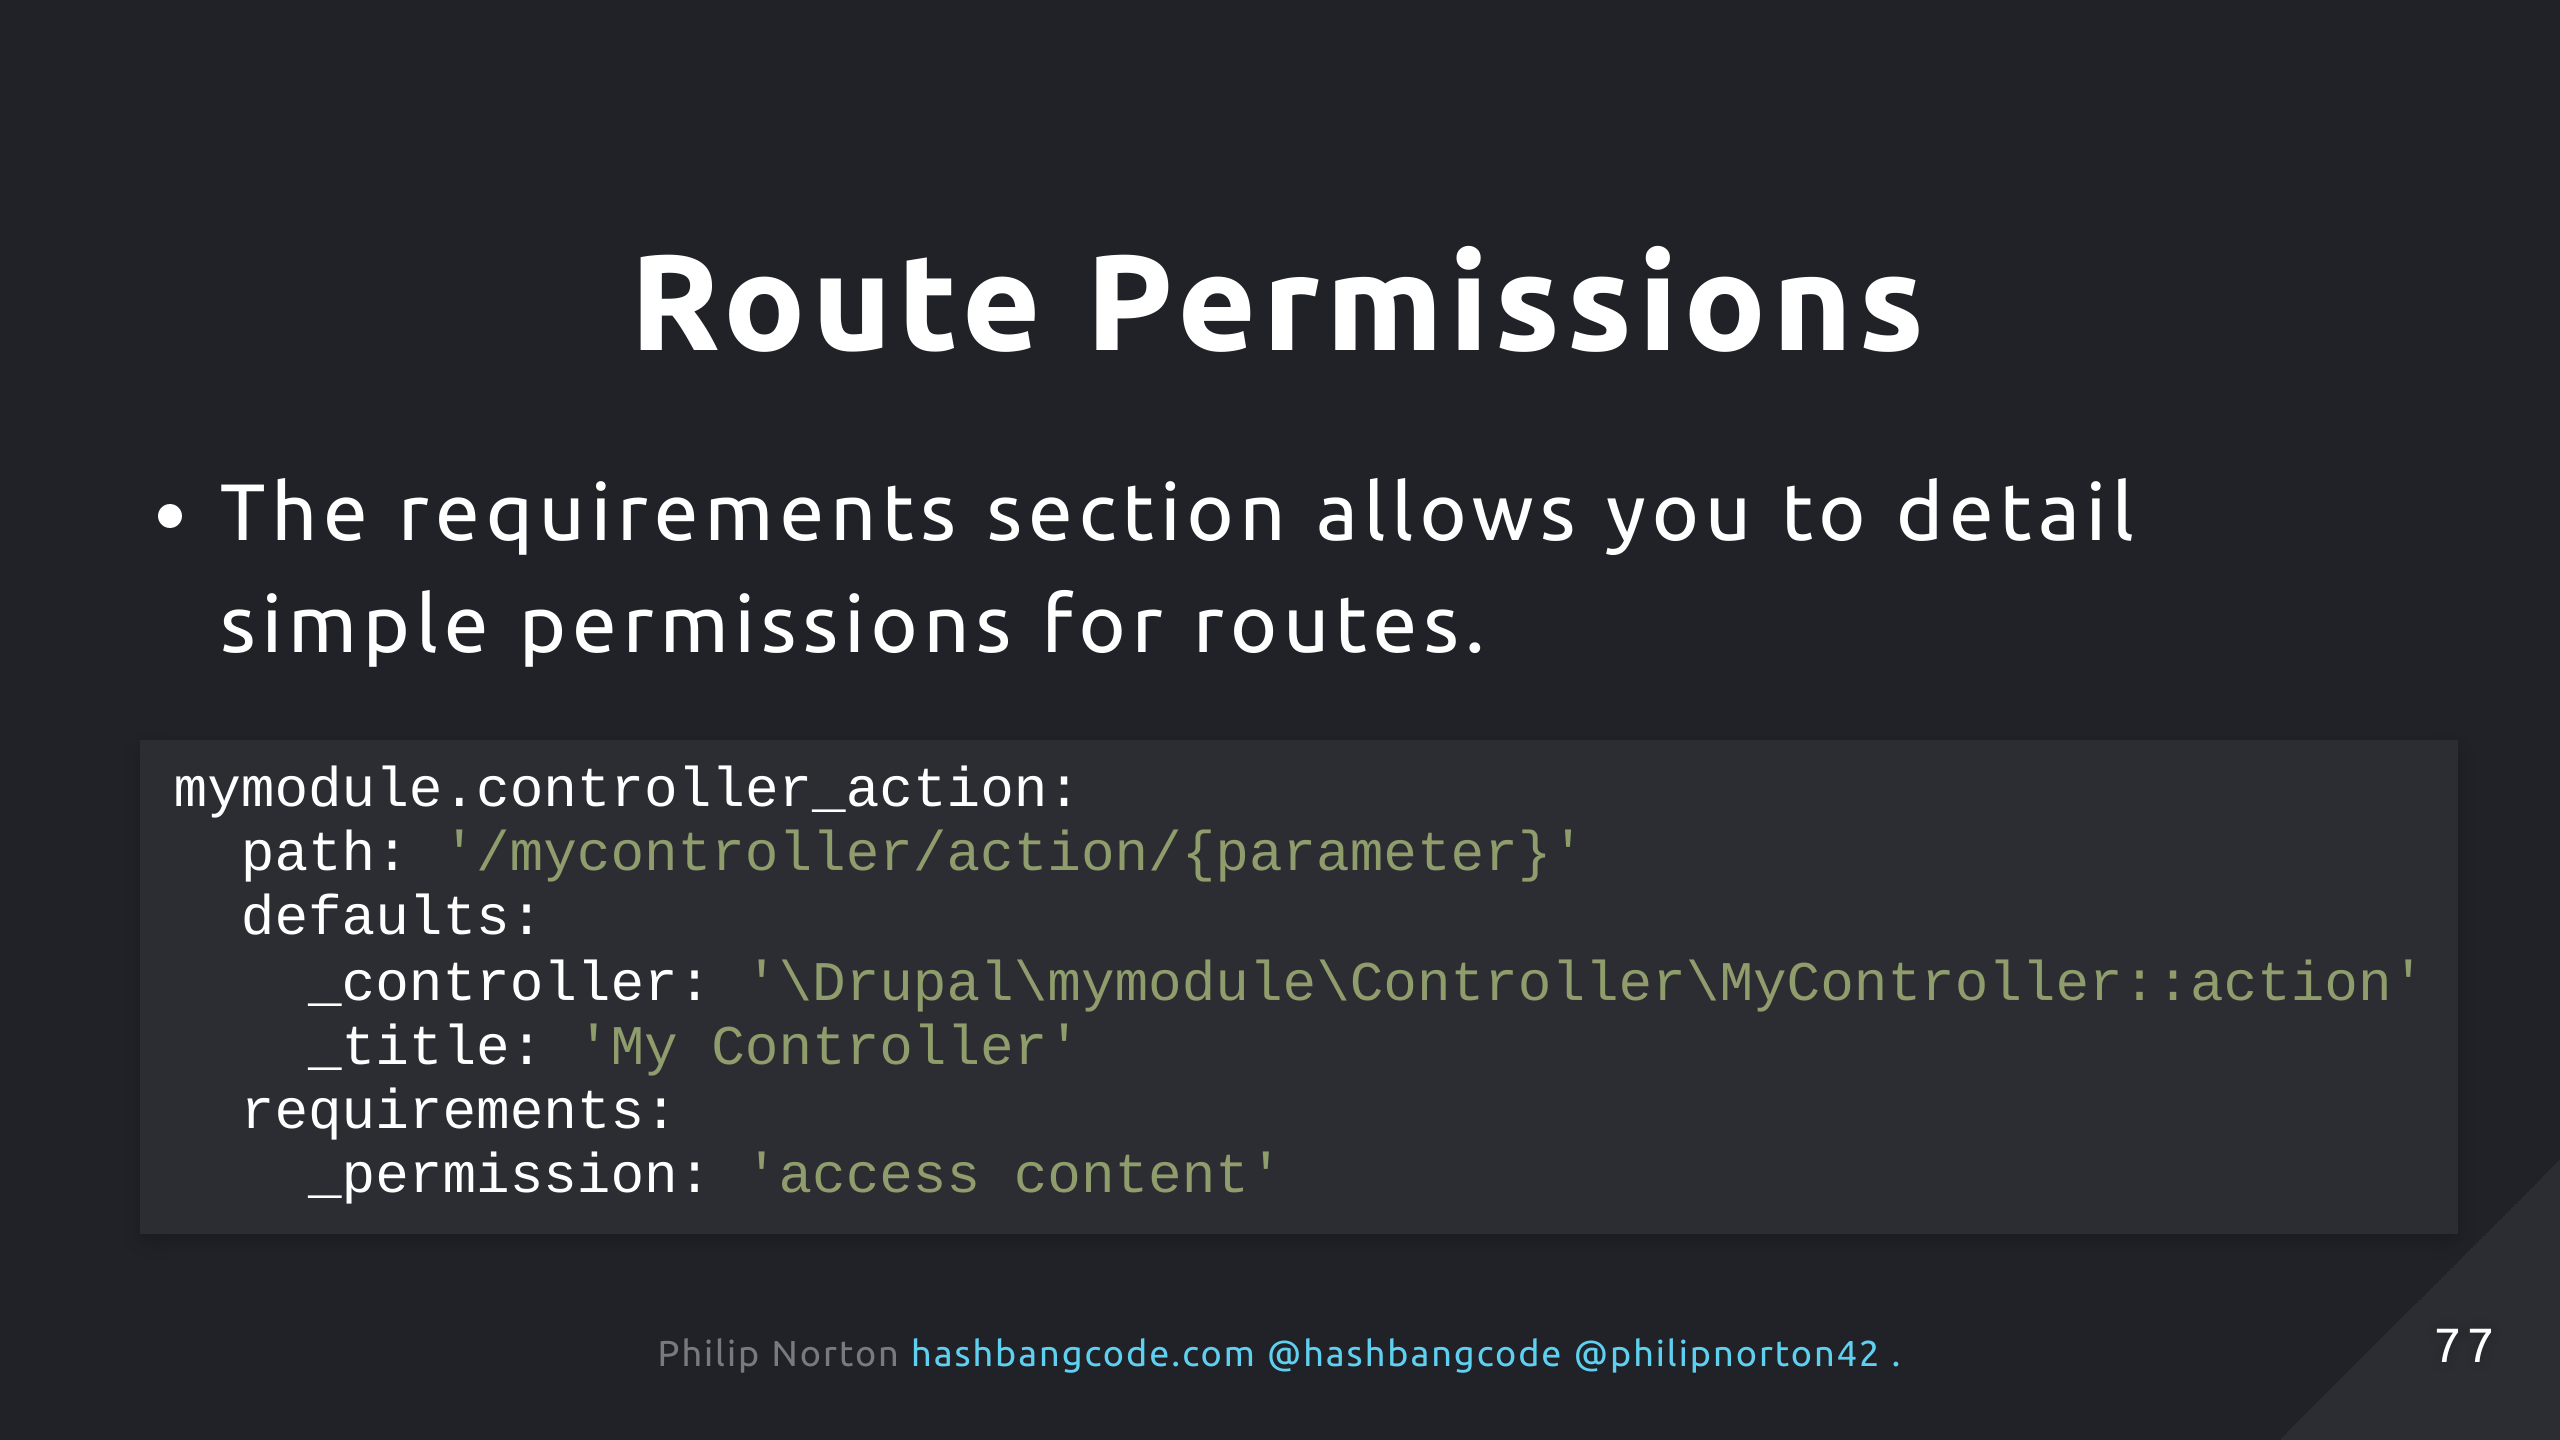 Route Permissions
• The requirements section allows you to detail
simple permissions for routes.
mymodule.controller_action:
  path: '/mycontroller/action/{parameter}'
  defaults:
    _controller: '\Drupal\mymodule\Controller\MyController::action'
    _title: 'My Controller'
  requirements:
    _permission: 'access content'
Philip Norton hashbangcode.com @hashbangcode @philipnorton42 .
77